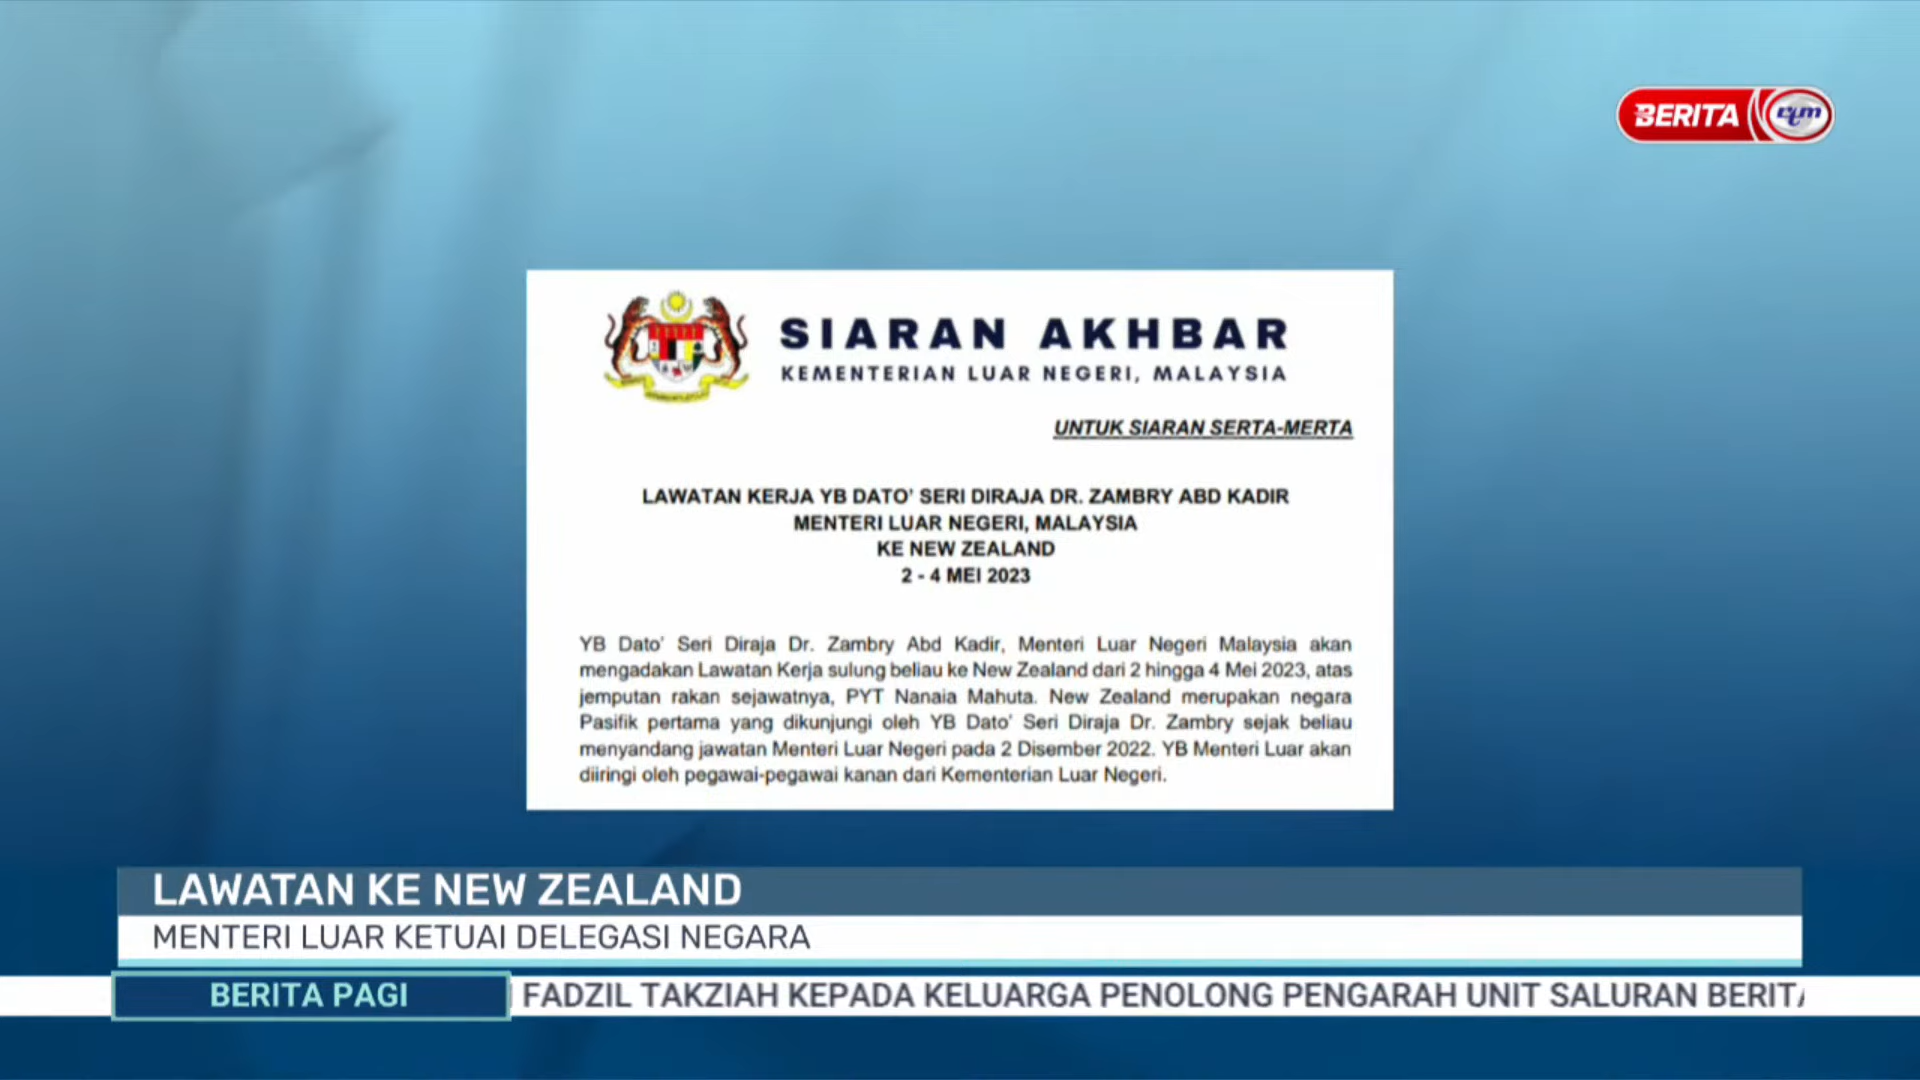 BERITA rtm
SIARAN AKHBAR
KEMENTERIAN LUAR NEGERI, MALAYSIA
UNTUK SIARAN SERTA-MERTA
LAWATAN KERJA YB DATO' SERI DIRAJA DR. ZAMBRY ABD KADIR
MENTERI LUAR NEGERI, MALAYSIA
KE NEW ZEALAND
2 - 4 MEI 2023
YB Dato' Seri Diraja Dr. Zambry Abd Kadir, Menteri Luar Negeri Malaysia akan
mengadakan Lawatan Kerja sulung beliau ke New Zealand dari 2 hingga 4 Mei 2023, atas
jemputan rakan sejawatnya, PYT Nanaia Mahuta. New Zealand merupakan negara
Pasifik pertama yang dikunjungi oleh YB Dato' Seri Diraja Dr. Zambry sejak beliau
menyandang jawatan Menteri Luar Negeri pada 2 Disember 2022. YB Menteri Luar akan
diiringi oleh pegawai-pegawai kanan dari Kementerian Luar Negeri.
LAWATAN KE NEW ZEALAND
MENTERI LUAR KETUAI DELEGASI NEGARA
BERITA PAGI
FADZIL TAKZIAH KEPADA KELUARGA PENOLONG PENGARAH UNIT SALURAN BERITA